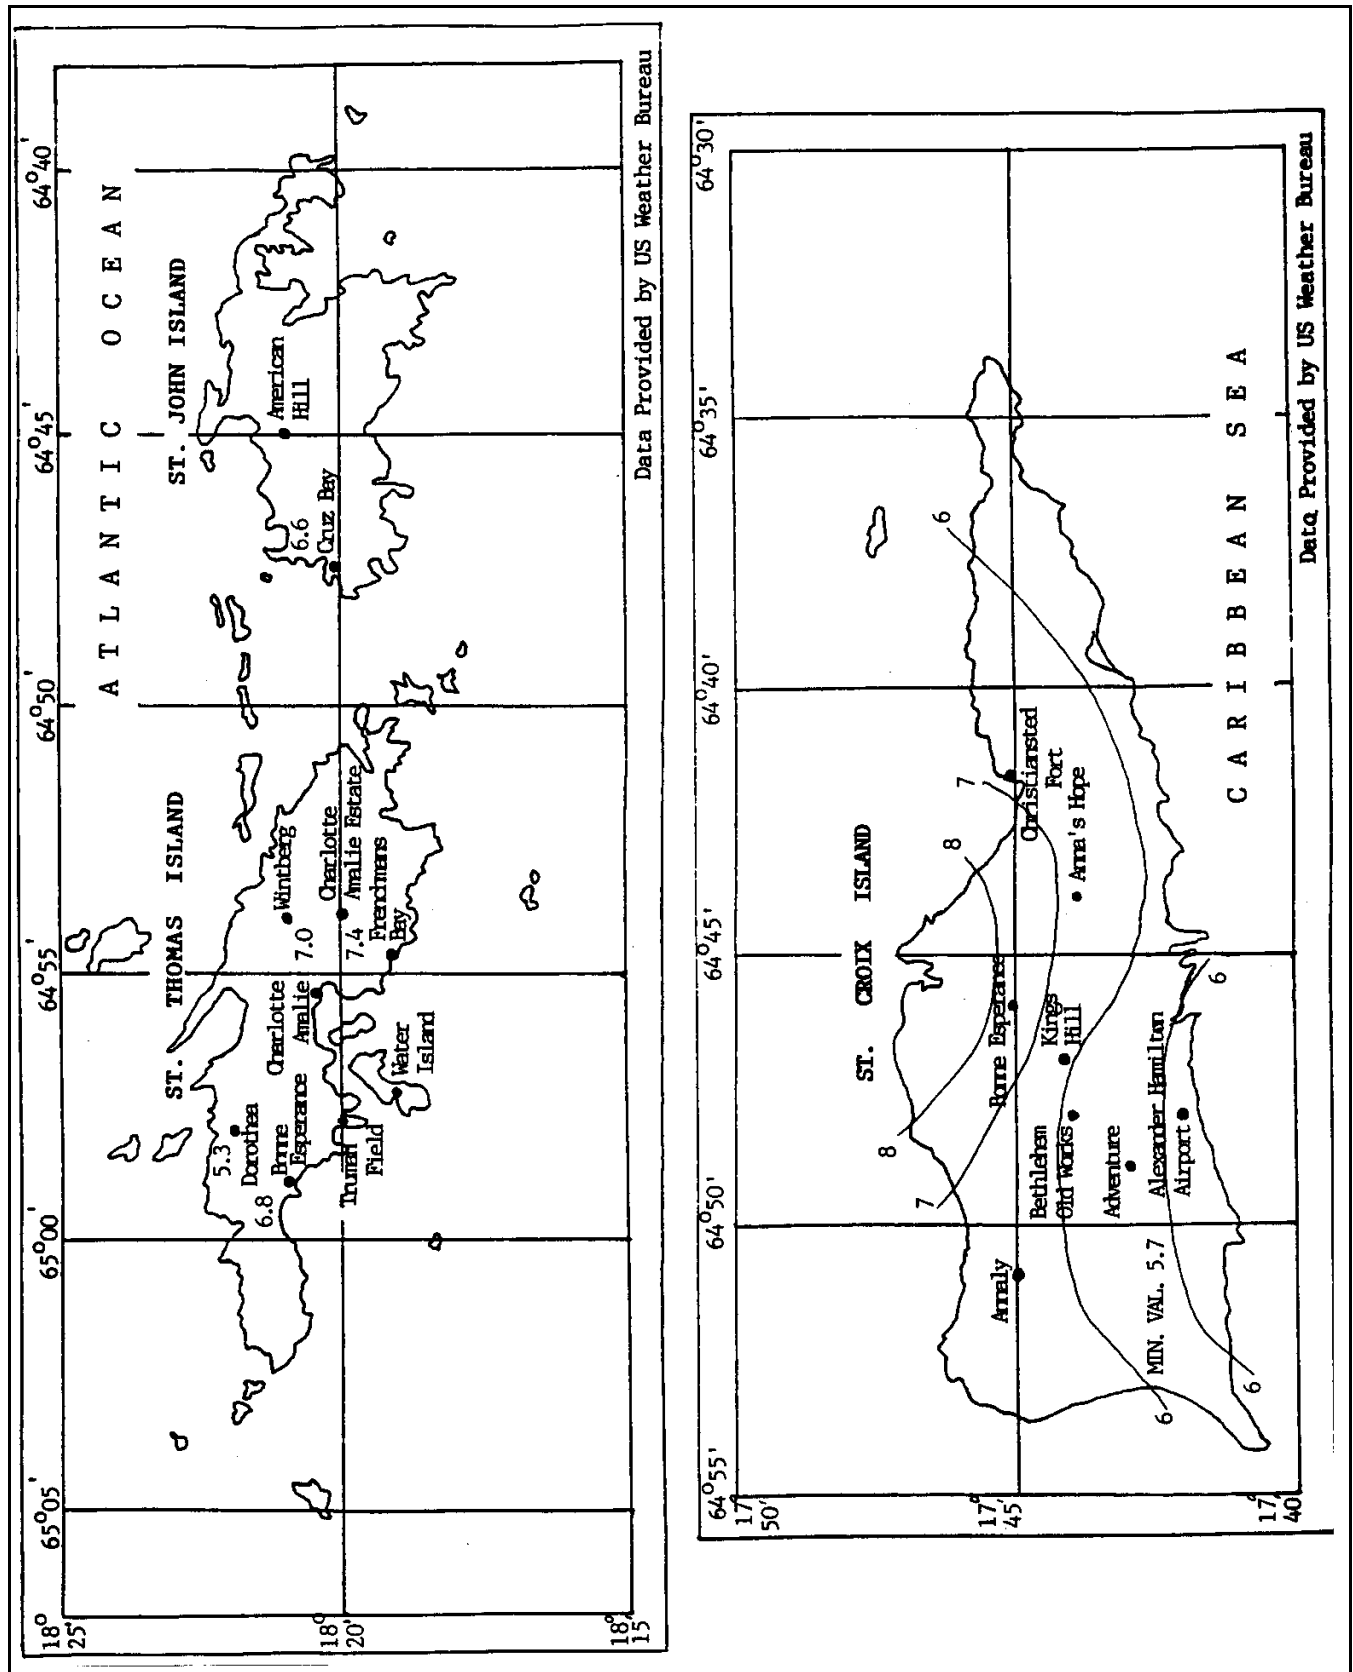 65°05' 65°00' 64°55' 64°50' 64°45' 64°40'
18°
25'
18°
20'
18°
15'
ATLANTIC OCEAN
ST. THOMAS ISLAND
ST. JOHN ISLAND
5.3
Dorothea
6.8
Bonne
Esperance
Charlotte
Amalie
Wintberg
7.0
Charlotte
Amalie Estate
7.4
Frenchmans
Bay
Truman
Field
Water
Island
6.6
Cruz Bay
American
Hill
Data Provided by US Weather Bureau
64°55' 64°50' 64°45' 64°40' 64°35' 64°30'
17°
50'
17°
45'
17°
40'
ST. CROIX ISLAND
8
8
7
7
6
6
6
6
Annaly
Bonne Esperance
Christiansted
Fort
Anna's Hope
Kings
Hill
Bethlehem
Old Works
Adventure
Alexander Hamilton
Airport
MIN. VAL. 5.7
CARIBBEAN SEA
Data Provided by US Weather Bureau